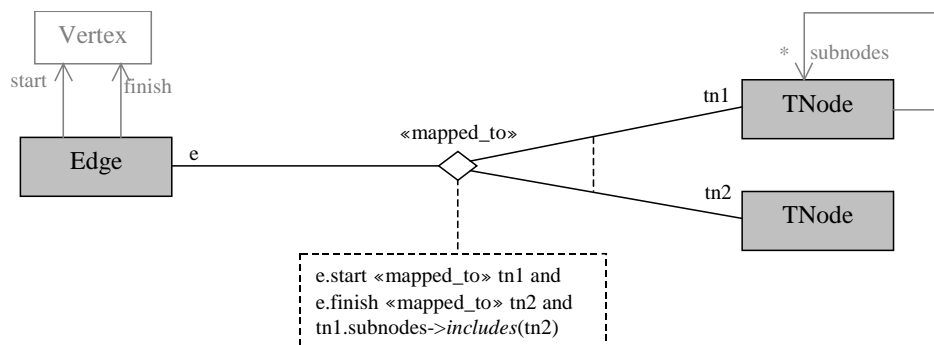 Vertex
* subnodes
start
finish
tn1
TNode
«mapped_to»
Edge
e
tn2
TNode
e.start «mapped_to» tn1 and
e.finish «mapped_to» tn2 and
tn1.subnodes->includes(tn2)